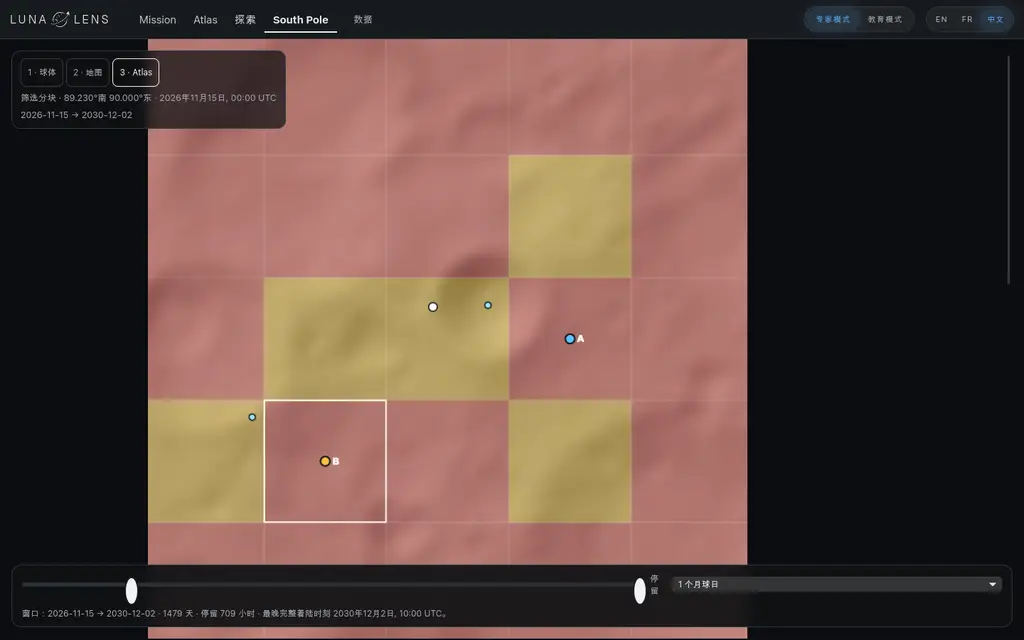 LUNA LENS
Mission Atlas 探索 South Pole 数据
专家模式 教育模式
EN FR 中文
1 · 球体 2 · 地图 3 · Atlas
筛选分块 · 89.230°南 90.000°东 · 2026年11月15日, 00:00 UTC
2026-11-15 → 2030-12-02
A
B
停留
1 个月球日
窗口：2026-11-15 → 2030-12-02 · 1479 天 · 停留 709 小时 · 最晚完整着陆时刻 2030年12月2日, 10:00 UTC。